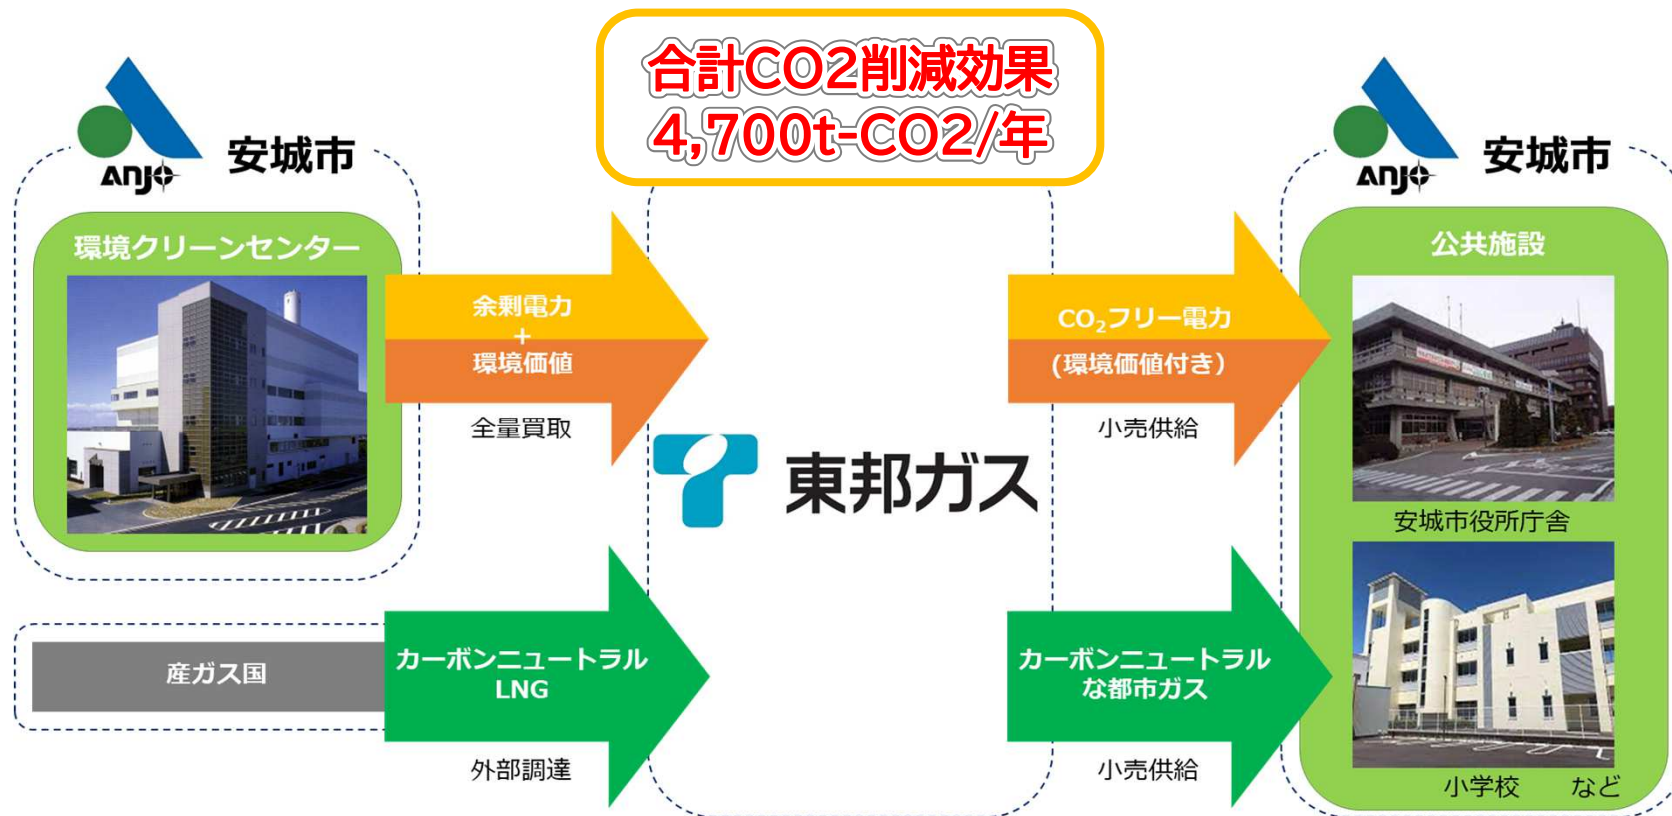 合計CO2削減効果
4,700t-CO2/年
ANJO
安城市
環境クリーンセンター
余剰電力
+
環境価値
全量買取
産ガス国
カーボンニュートラル
LNG
外部調達
東邦ガス
CO₂フリー電力
(環境価値付き)
小売供給
カーボンニュートラル
な都市ガス
小売供給
ANJO
安城市
公共施設
安城市役所庁舎
小学校 など